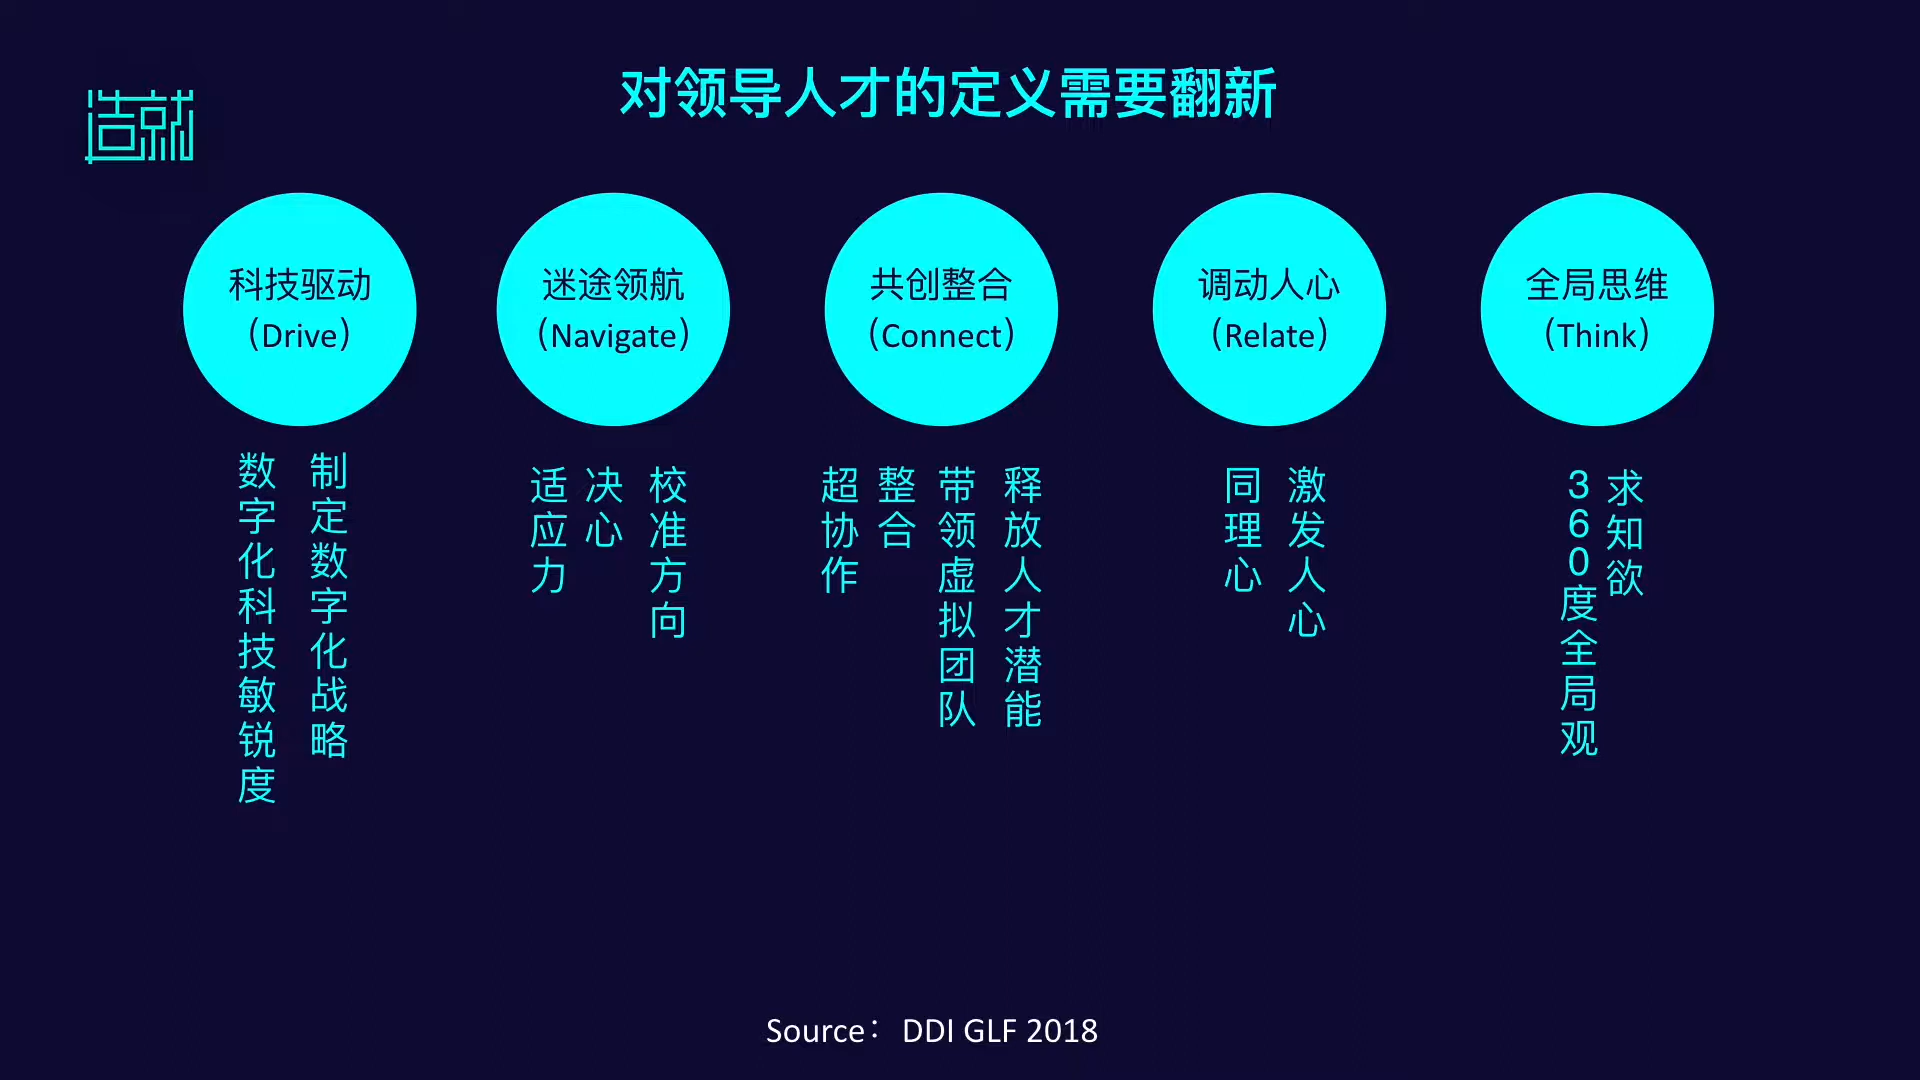 造就
对领导人才的定义需要翻新
科技驱动
（Drive）
迷途领航
（Navigate）
共创整合
（Connect）
调动人心
（Relate）
全局思维
（Think）
数字化科技敏锐度
制定数字化战略
适应力
决心
校准方向
超协作
整合
带领虚拟团队
释放人才潜能
同理心
激发人心
360度全局观
求知欲
Source： DDI GLF 2018